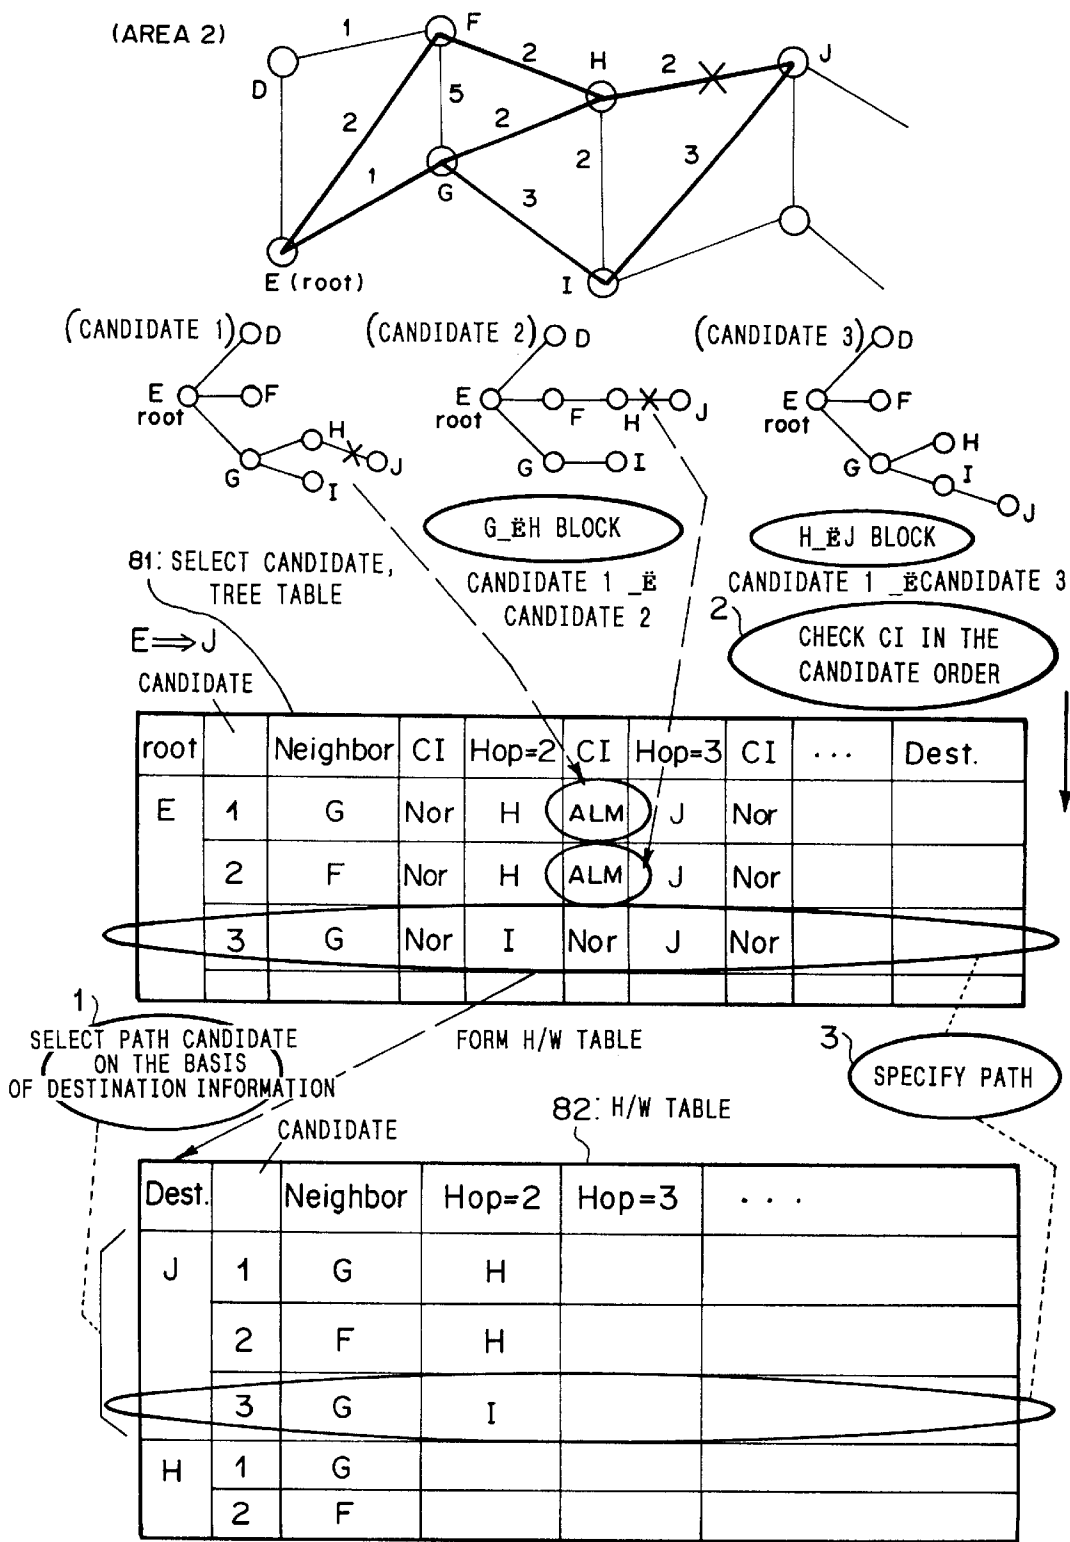 (AREA 2)
1
F
D
2
H
2
J
5
2
2
1
G
3
2
3
E (root)
I
(CANDIDATE 1)
D
E
root
F
H
G
J
I
(CANDIDATE 2)
D
E
root
F
H
J
G
I
(CANDIDATE 3)
D
E
root
F
H
G
I
J
G_ËH BLOCK
CANDIDATE 1 _Ë
CANDIDATE 2
H_ËJ BLOCK
CANDIDATE 1 _ËCANDIDATE 3
81: SELECT CANDIDATE,
TREE TABLE
2
CHECK CI IN THE
CANDIDATE ORDER
E⇒J
CANDIDATE
root Neighbor CI Hop=2 CI Hop=3 CI ... Dest.
E 1 G Nor H ALM J Nor
2 F Nor H ALM J Nor
3 G Nor I Nor J Nor
1
SELECT PATH CANDIDATE
ON THE BASIS
OF DESTINATION INFORMATION
FORM H/W TABLE
3
SPECIFY PATH
CANDIDATE
82: H/W TABLE
Dest. Neighbor Hop=2 Hop=3 ...
J 1 G H
2 F H
3 G I
H 1 G
2 F